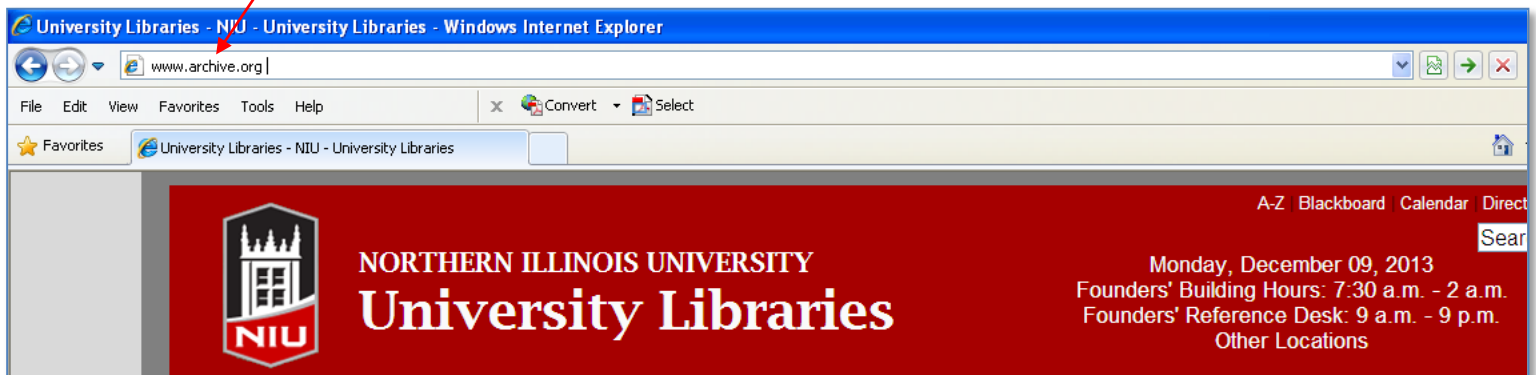 University Libraries - NIU - University Libraries - Windows Internet Explorer
www.archive.org
File Edit View Favorites Tools Help x Convert Select
Favorites University Libraries - NIU - University Libraries
A-Z Blackboard Calendar Direct
Sear
NORTHERN ILLINOIS UNIVERSITY
University Libraries
NIU
Monday, December 09, 2013
Founders' Building Hours: 7:30 a.m. - 2 a.m.
Founders' Reference Desk: 9 a.m. - 9 p.m.
Other Locations